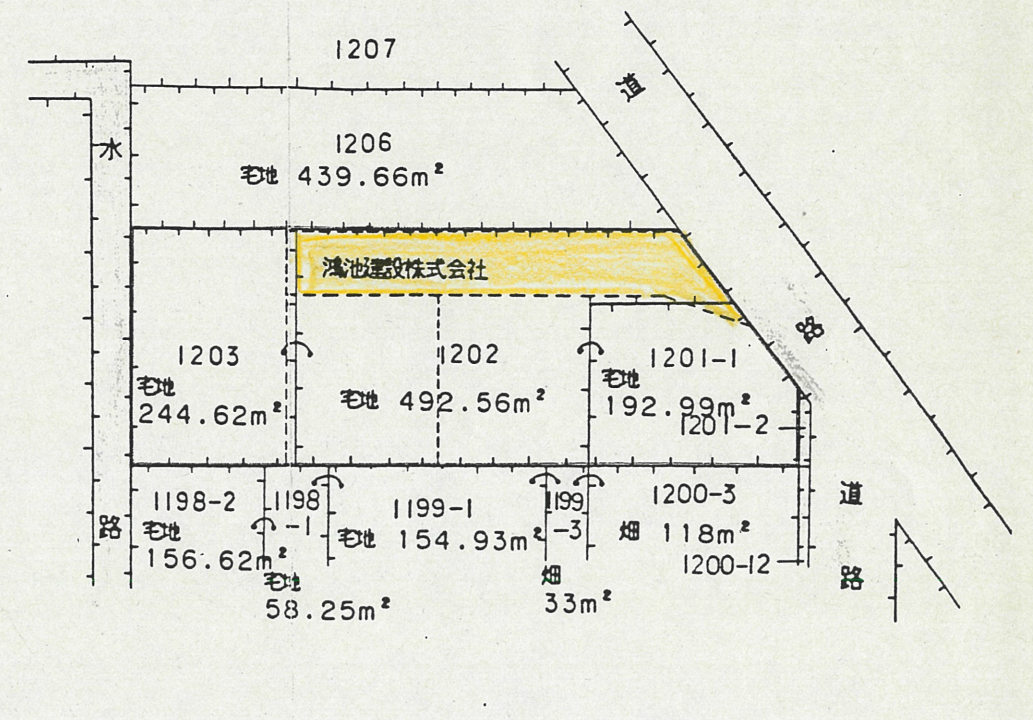 1207
道
水
1206
宅地 439.66m²
鴻池建設株式会社
路
1203
宅地
244.62m²
1202
宅地 492.56m²
1201-1
宅地
192.99m²
1201-2
路
1198-2
宅地
156.62m²
1198
-1
宅地
58.25m²
1199-1
宅地 154.93m²
1199
-3
畑
33m²
1200-3
畑 118m²
1200-12
道
路